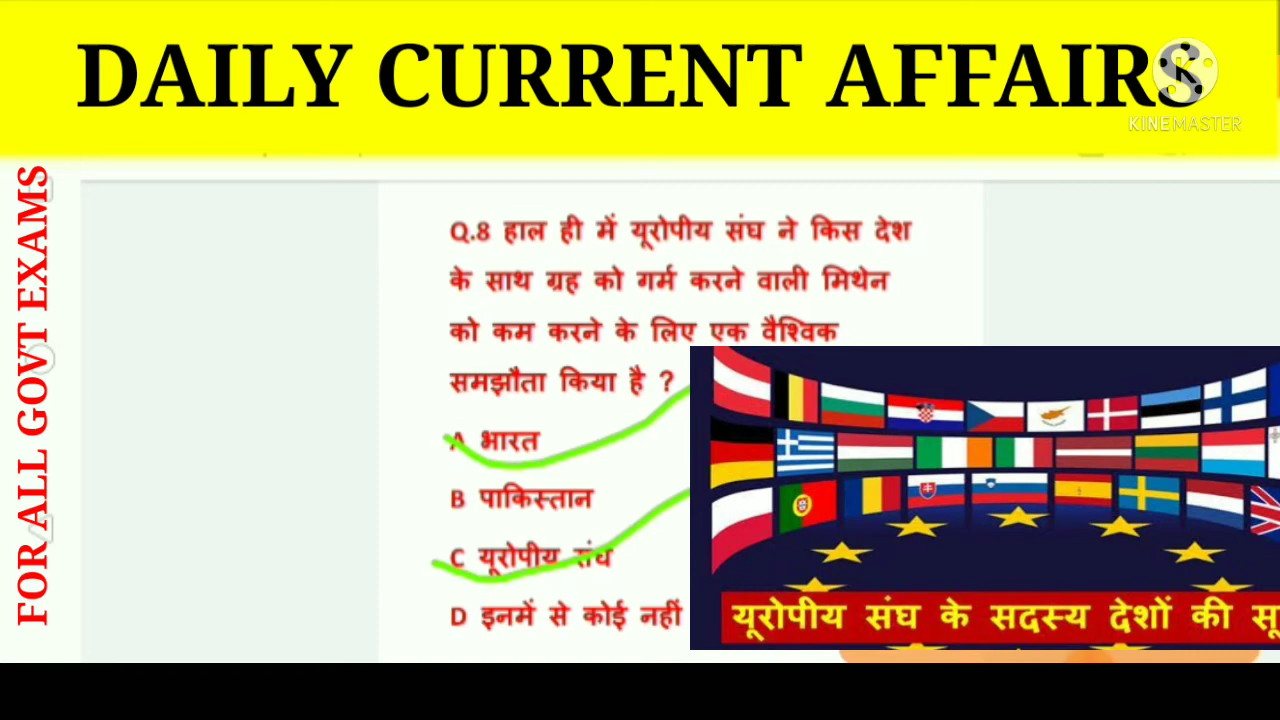 DAILY CURRENT AFFAIRS
KINEMASTER
FOR ALL GOVT EXAMS
Q.8 हाल ही में यूरोपीय संघ ने किस देश
के साथ ग्रह को गर्म करने वाली मिथेन
को कम करने के लिए एक वैश्विक
समझौता किया है ?
A भारत
B पाकिस्तान
C यूरोपीय संघ
D इनमें से कोई नहीं
यूरोपीय संघ के सदस्य देशों की सू